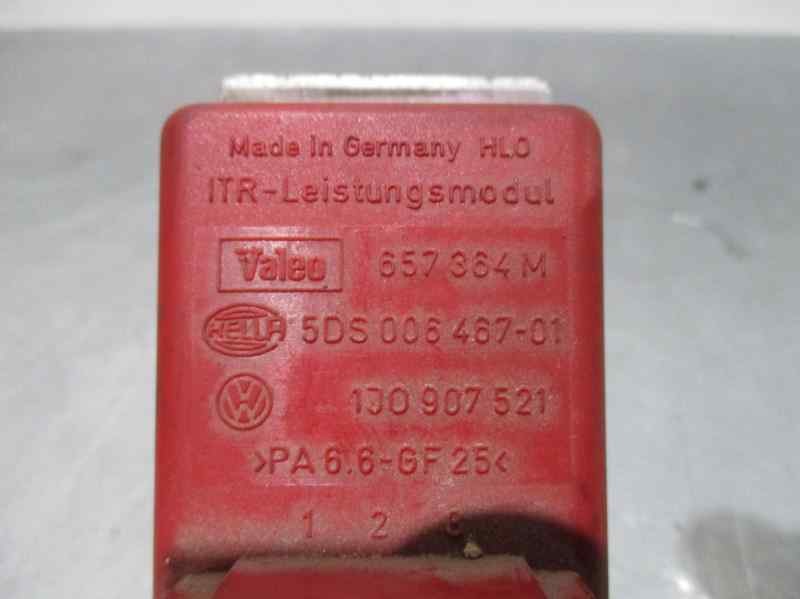 Made in Germany HLO
ITR-Leistungsmodul
Valeo 657 364 M
HELLA 5DS 006 467-01
VW 1J0 907 521
>PA 6.6-GF 25<
1 2